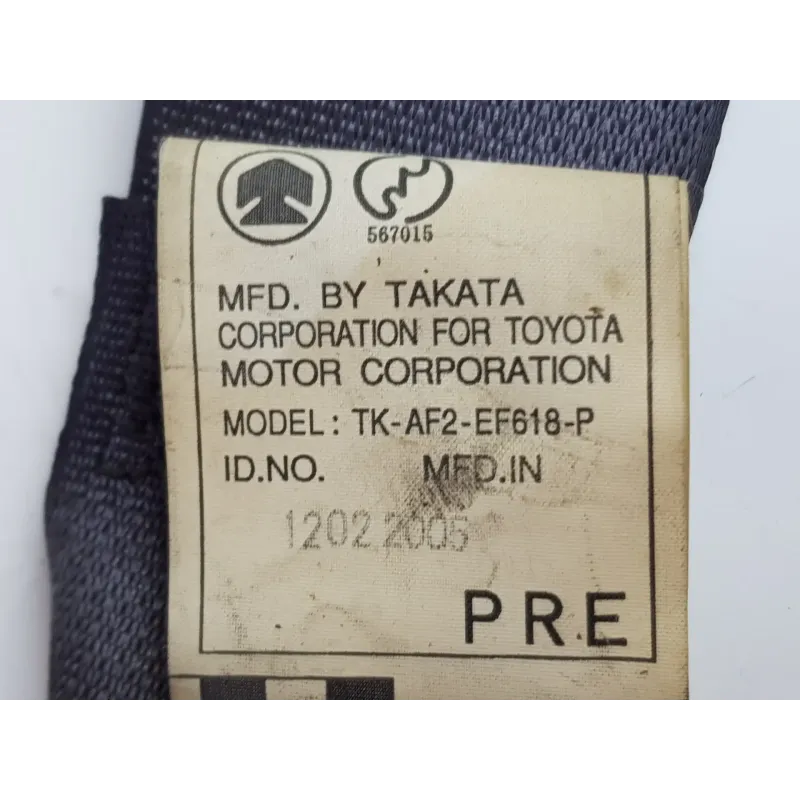 567015
MFD. BY TAKATA
CORPORATION FOR TOYOTA
MOTOR CORPORATION
MODEL: TK-AF2-EF618-P
ID.NO. MFD.IN
1202 2005
PRE